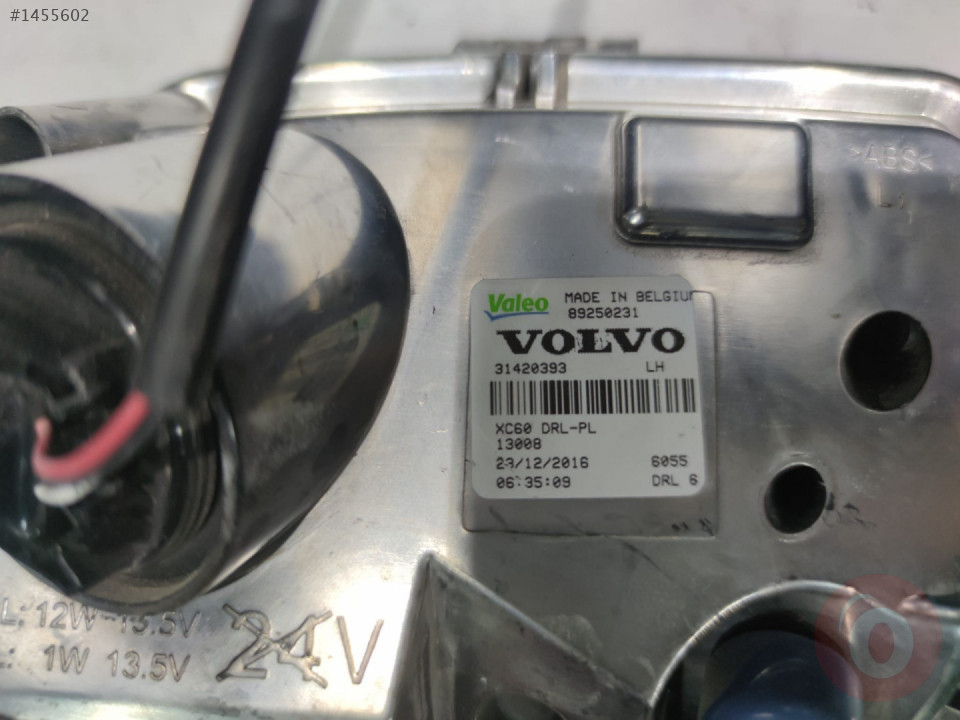 #1455602
>ABS<
Valeo MADE IN BELGIUM
89250231
VOLVO
31420393 LH
XC60 DRL-PL
13008
23/12/2016 6055
06:35:09 DRL 6
L: 12W 13.5V
1W 13.5V
24V